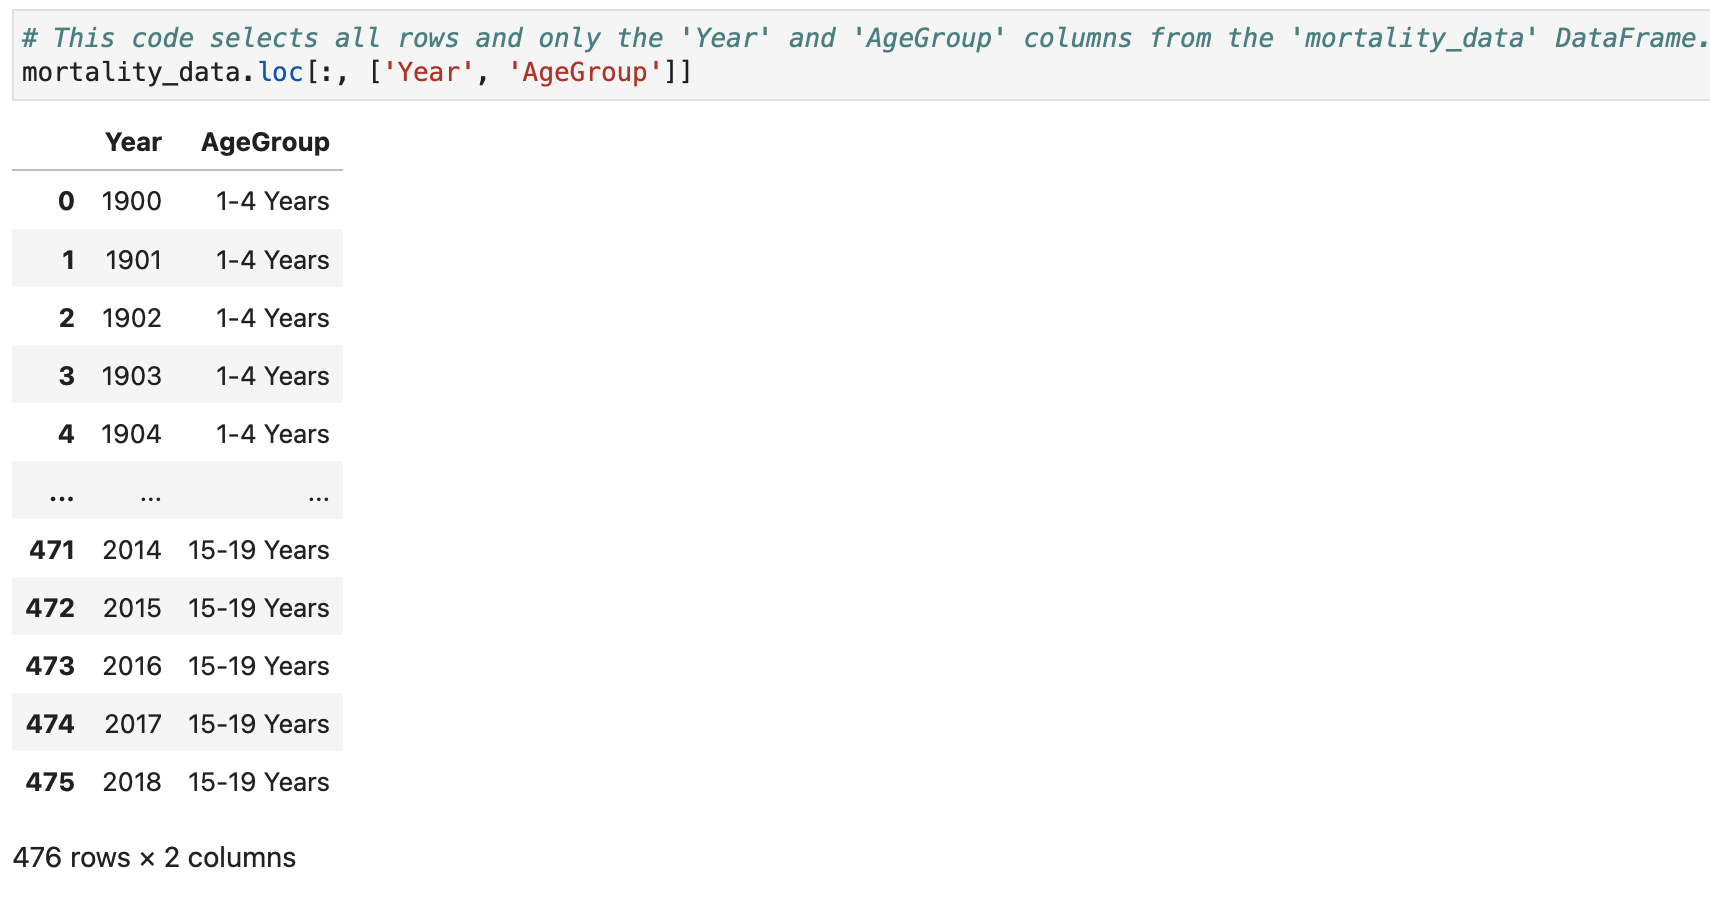 # This code selects all rows and only the 'Year' and 'AgeGroup' columns from the 'mortality_data' DataFrame.
mortality_data.loc[:, ['Year', 'AgeGroup']]
Year AgeGroup
0 1900 1-4 Years
1 1901 1-4 Years
2 1902 1-4 Years
3 1903 1-4 Years
4 1904 1-4 Years
... ... ...
471 2014 15-19 Years
472 2015 15-19 Years
473 2016 15-19 Years
474 2017 15-19 Years
475 2018 15-19 Years
476 rows × 2 columns